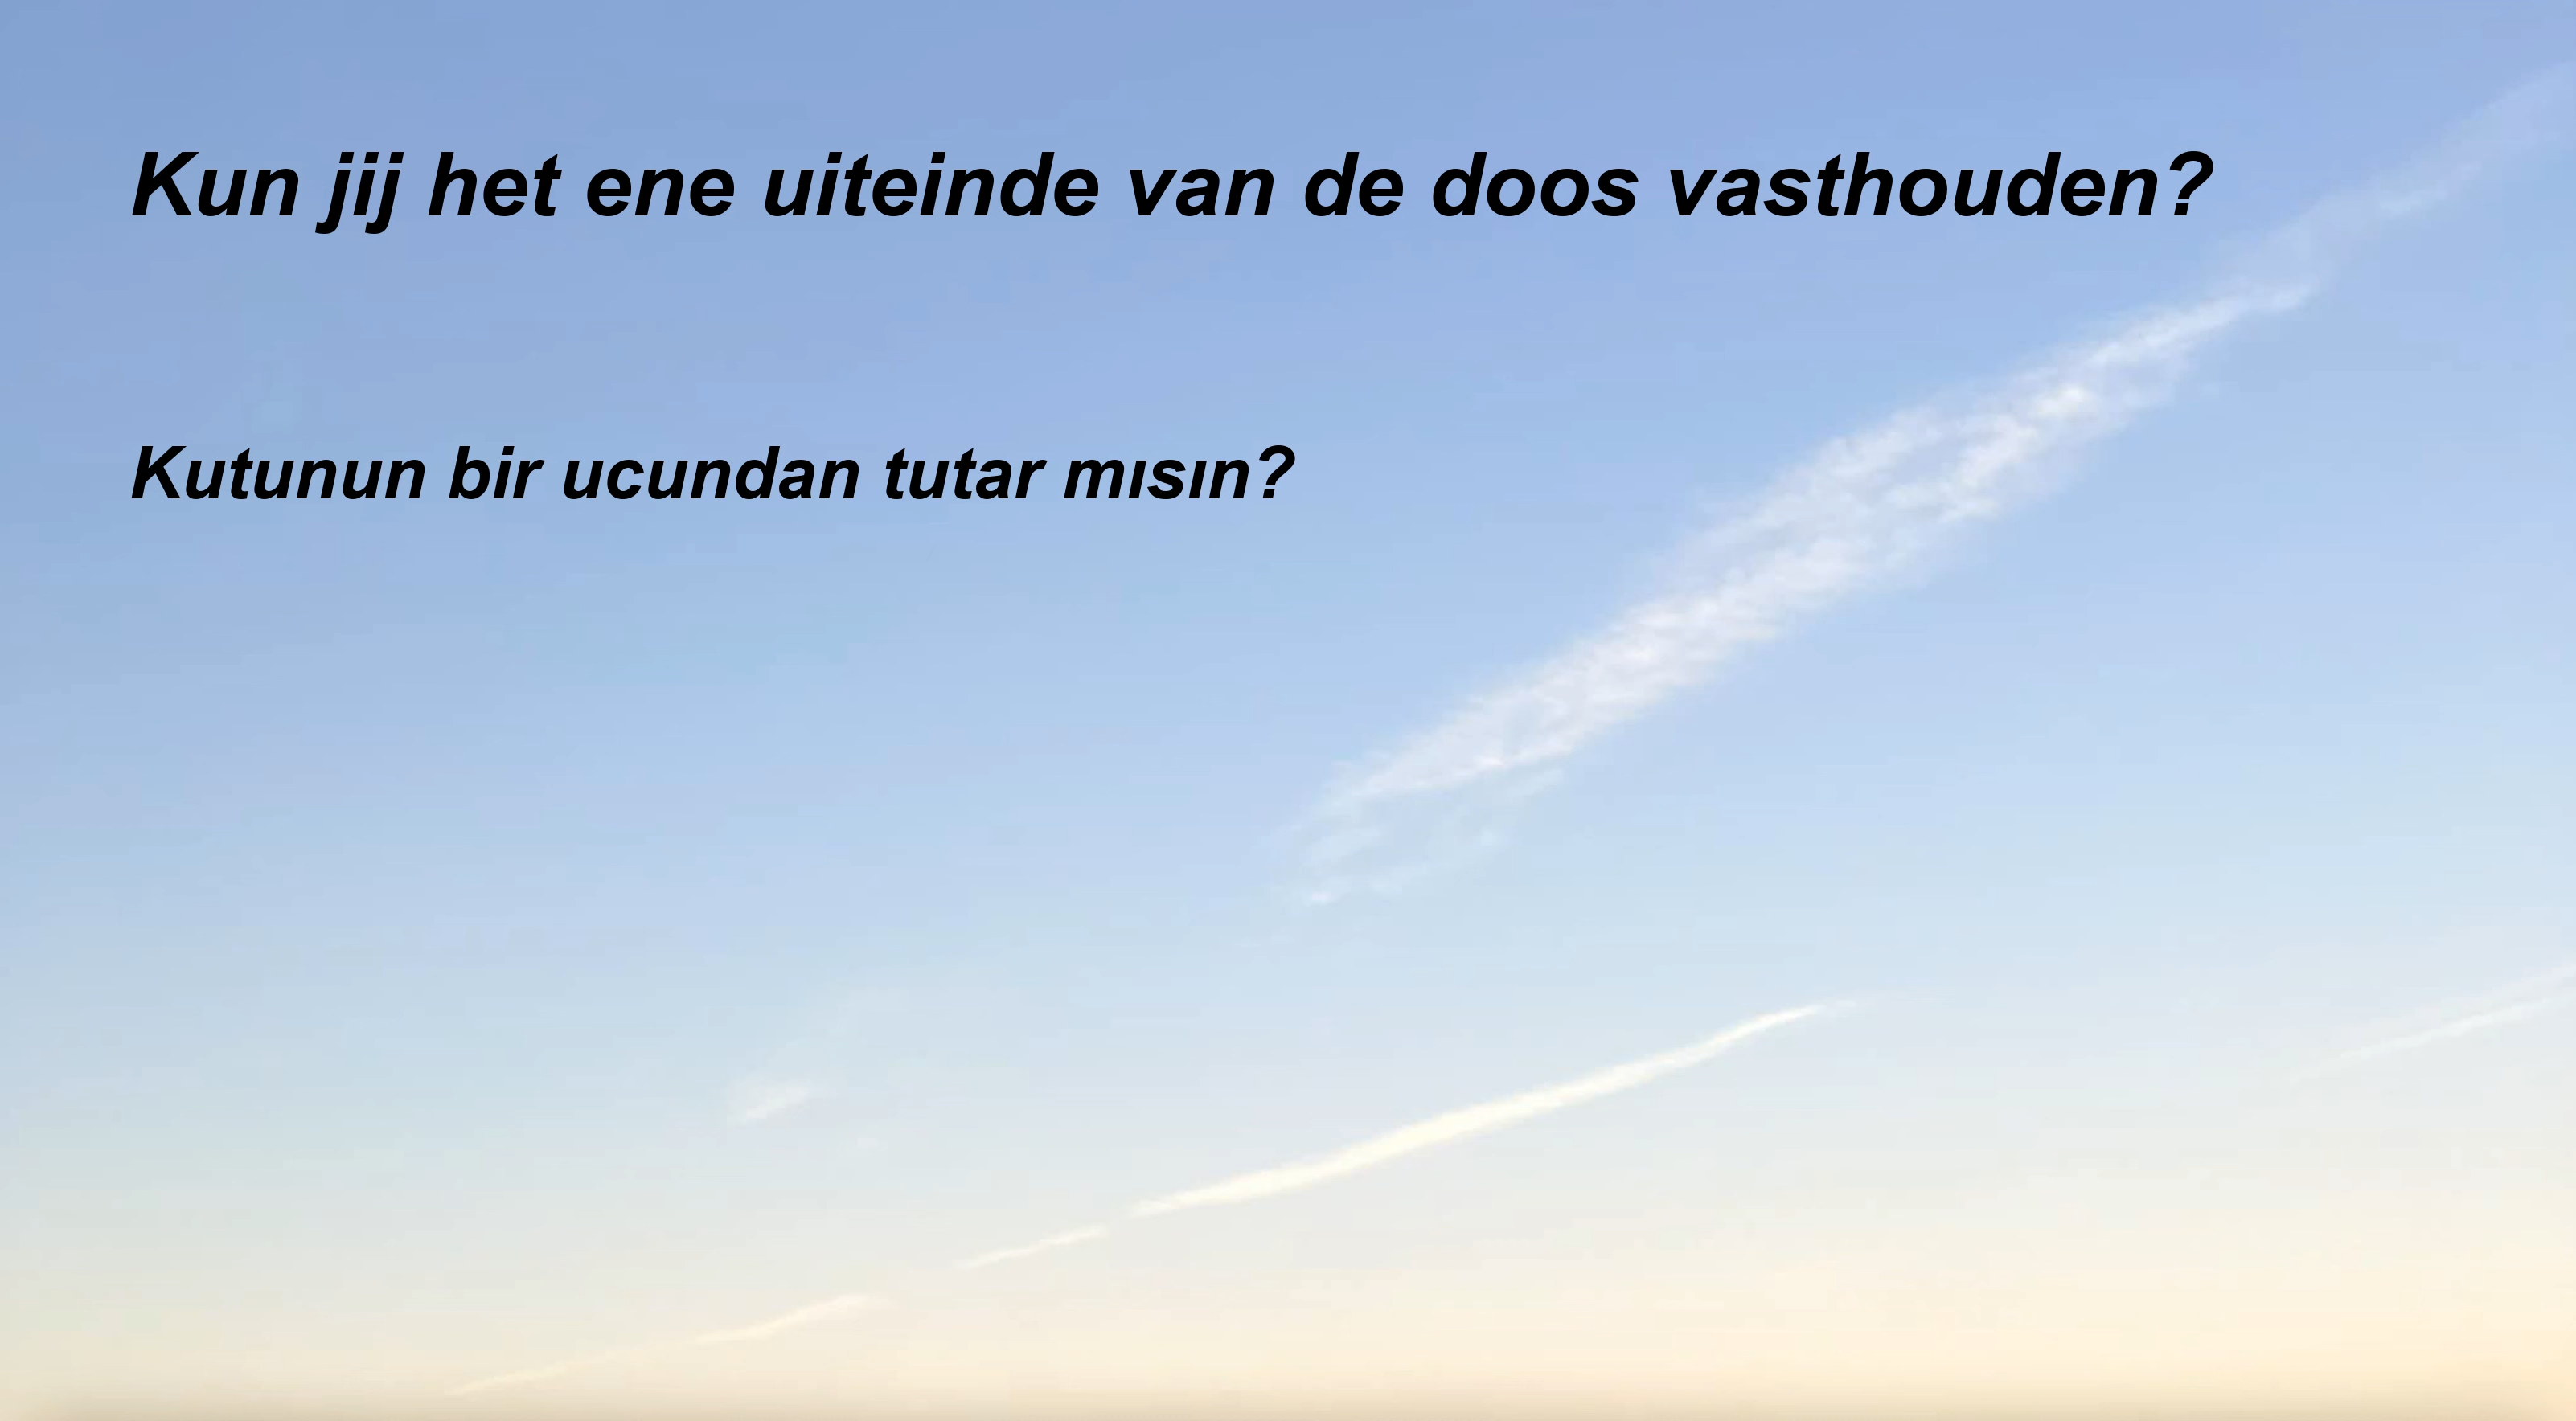 Kun jij het ene uiteinde van de doos vasthouden?
Kutunun bir ucundan tutar mısın?